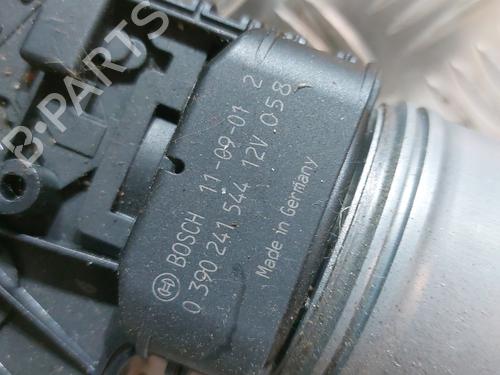 B-PARTS
BOSCH 11-09-01 2
0 390 241 544 12V 058
Made in Germany